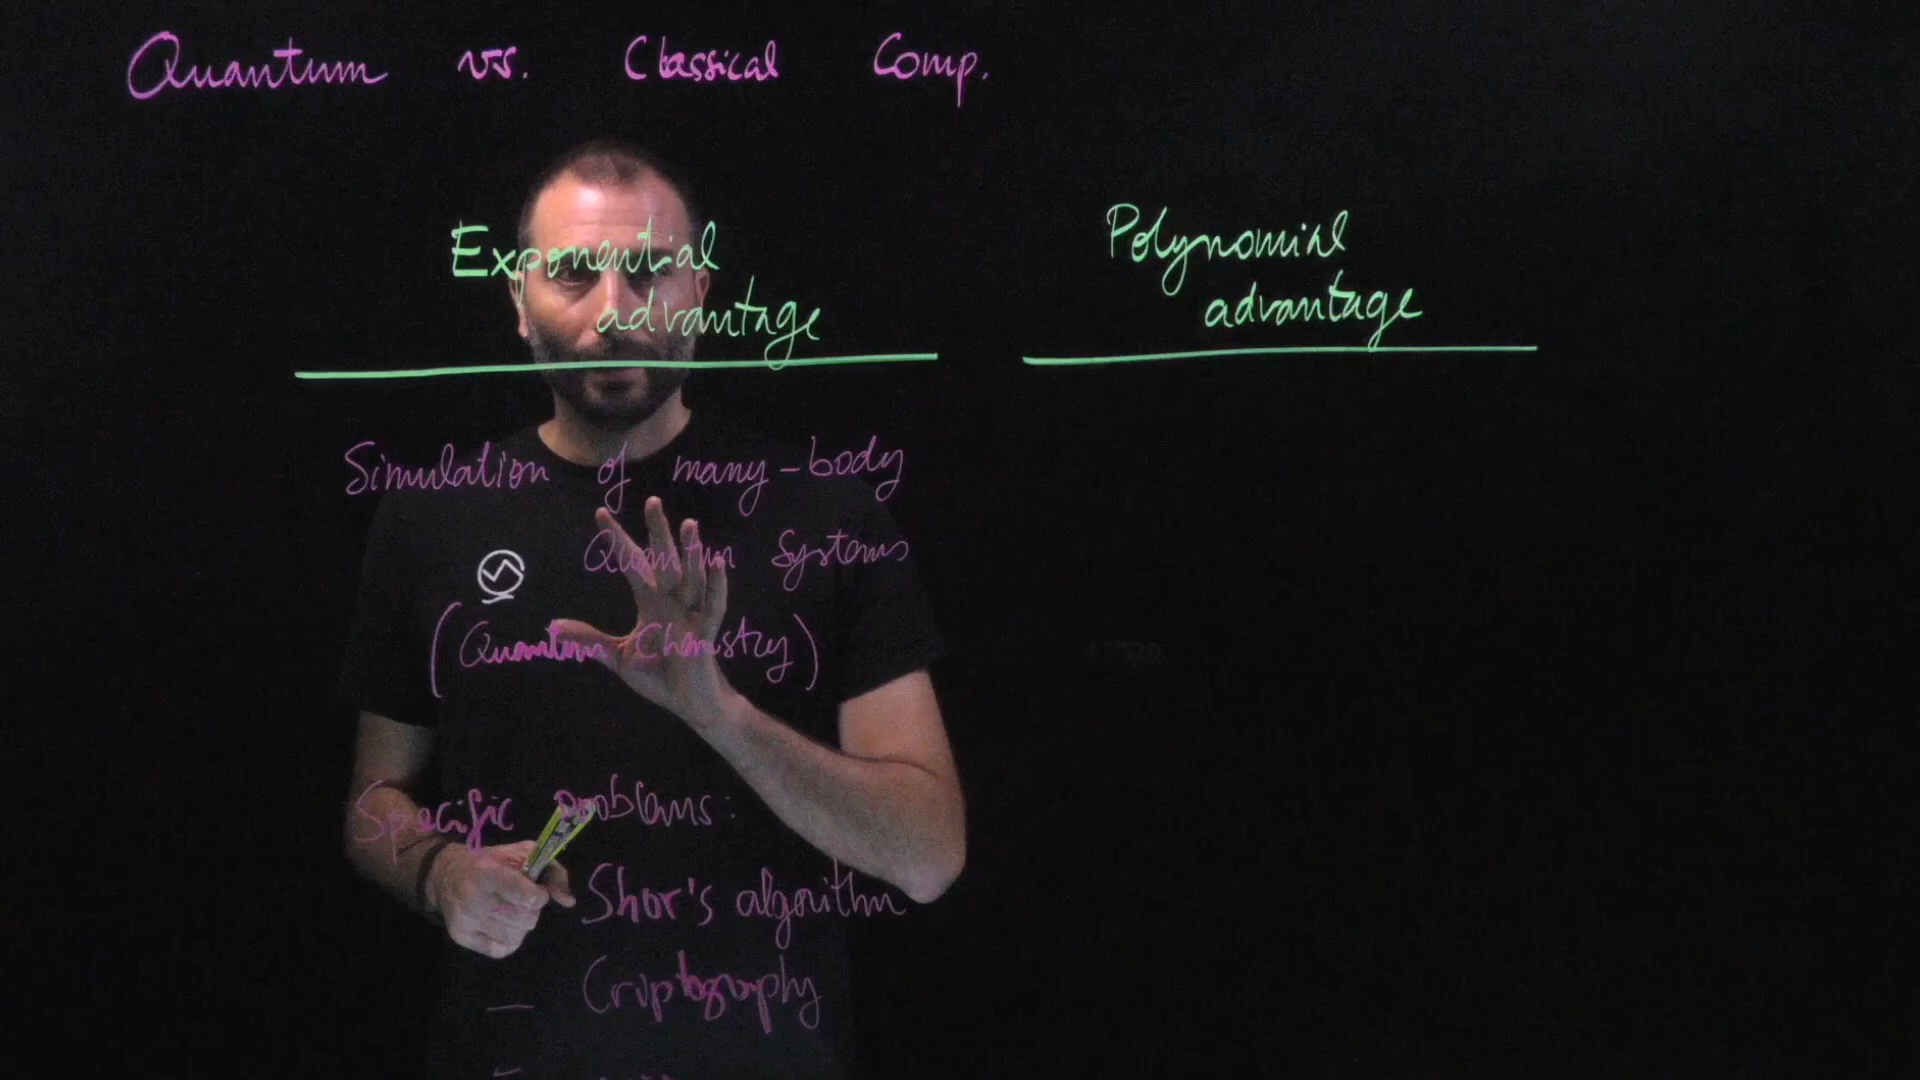 Quantum vs. Classical Comp.
Exponential
advantage
Polynomial
advantage
Simulation of many-body
Quantum Systems
(Quantum Chemistry)
Specific problems:
Shor's algorithm
– Criptography